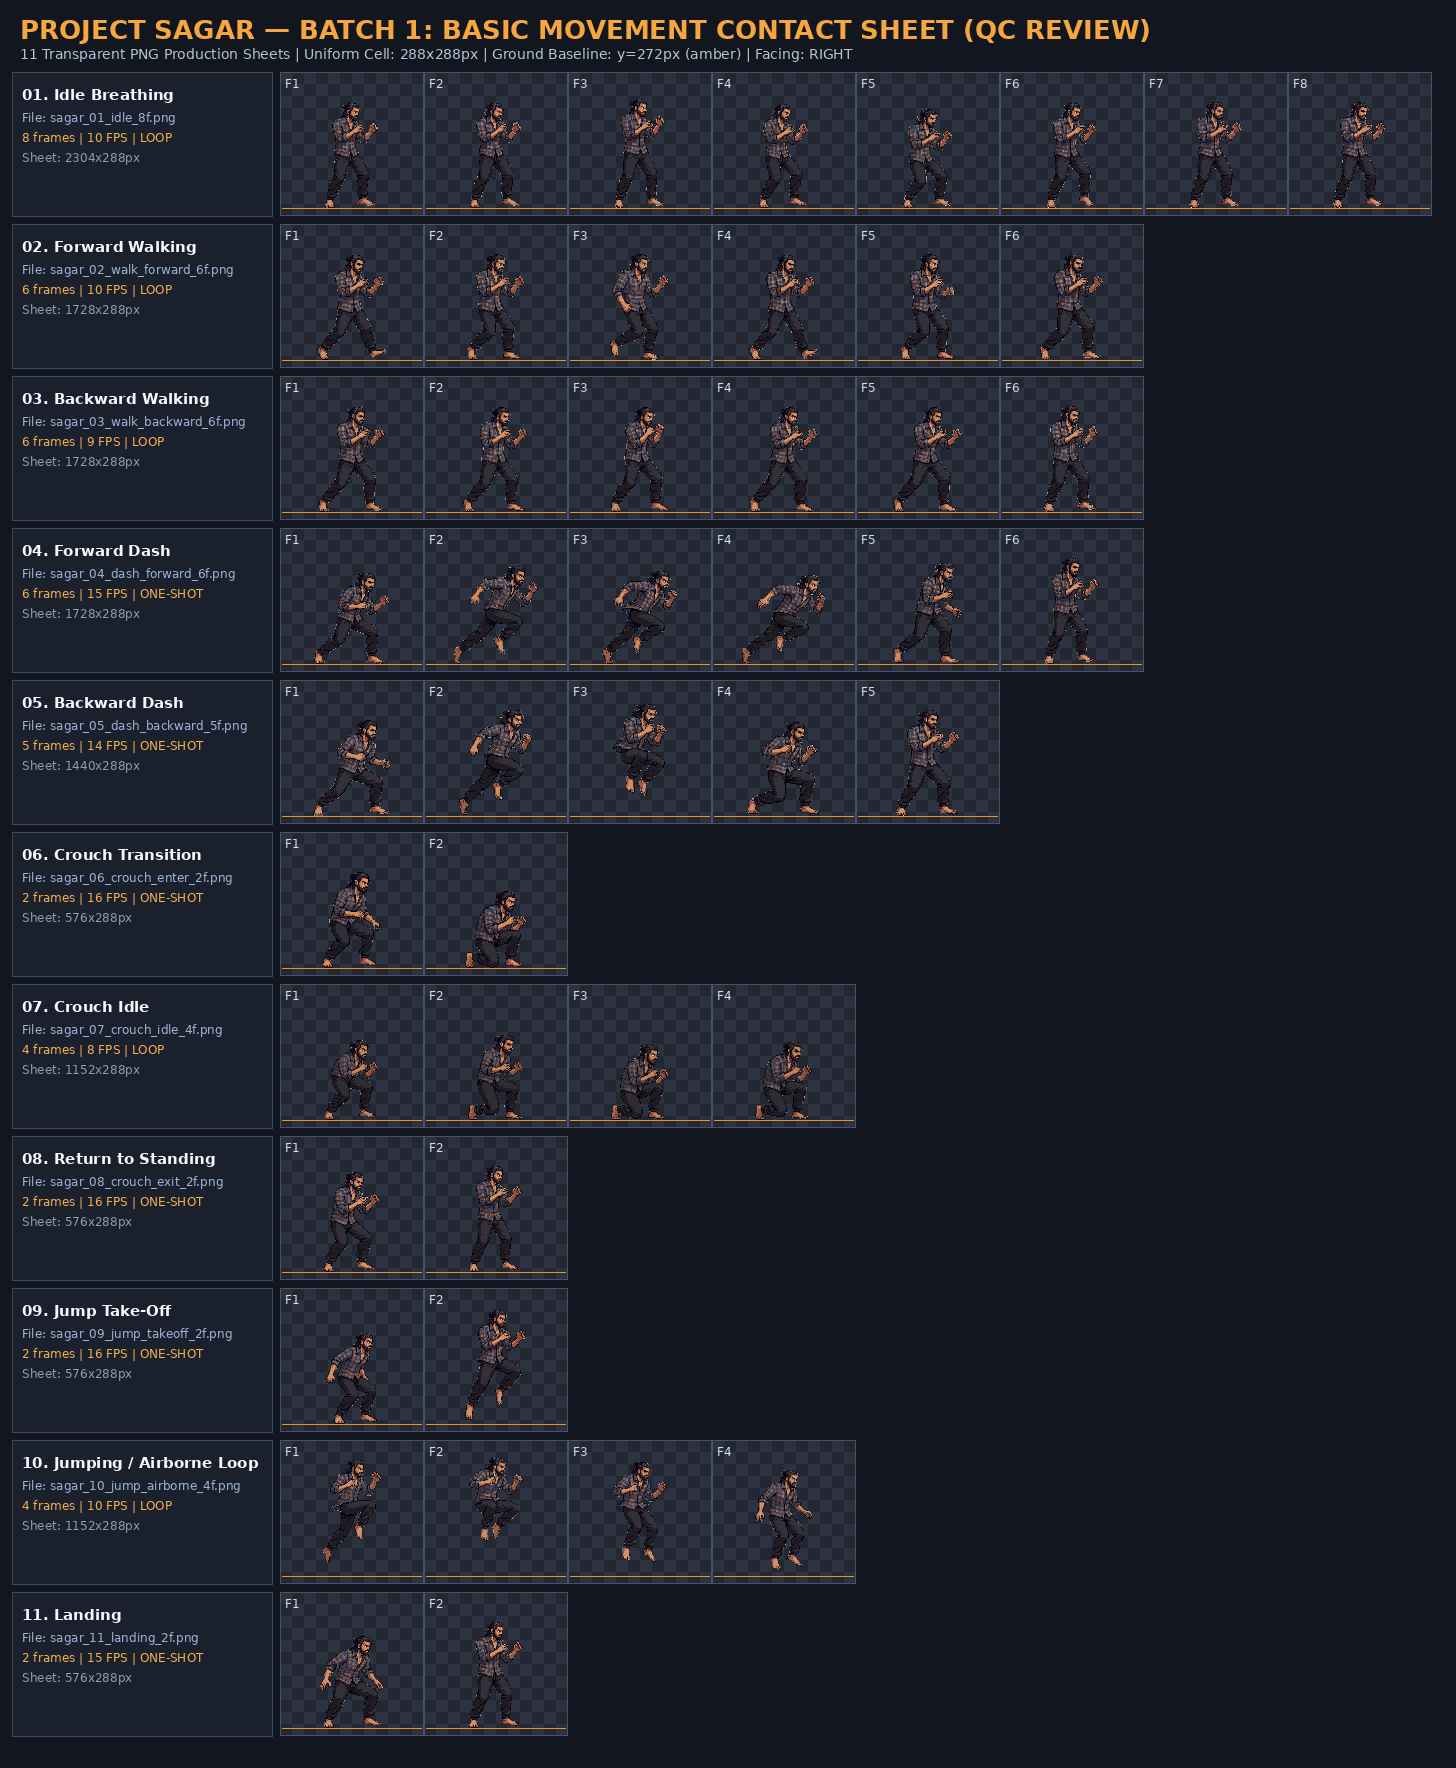 PROJECT SAGAR — BATCH 1: BASIC MOVEMENT CONTACT SHEET (QC REVIEW)
11 Transparent PNG Production Sheets | Uniform Cell: 288x288px | Ground Baseline: y=272px (amber) | Facing: RIGHT
01. Idle Breathing
File: sagar_01_idle_8f.png
8 frames | 10 FPS | LOOP
Sheet: 2304x288px
F1 F2 F3 F4 F5 F6 F7 F8
02. Forward Walking
File: sagar_02_walk_forward_6f.png
6 frames | 10 FPS | LOOP
Sheet: 1728x288px
F1 F2 F3 F4 F5 F6
03. Backward Walking
File: sagar_03_walk_backward_6f.png
6 frames | 9 FPS | LOOP
Sheet: 1728x288px
F1 F2 F3 F4 F5 F6
04. Forward Dash
File: sagar_04_dash_forward_6f.png
6 frames | 15 FPS | ONE-SHOT
Sheet: 1728x288px
F1 F2 F3 F4 F5 F6
05. Backward Dash
File: sagar_05_dash_backward_5f.png
5 frames | 14 FPS | ONE-SHOT
Sheet: 1440x288px
F1 F2 F3 F4 F5
06. Crouch Transition
File: sagar_06_crouch_enter_2f.png
2 frames | 16 FPS | ONE-SHOT
Sheet: 576x288px
F1 F2
07. Crouch Idle
File: sagar_07_crouch_idle_4f.png
4 frames | 8 FPS | LOOP
Sheet: 1152x288px
F1 F2 F3 F4
08. Return to Standing
File: sagar_08_crouch_exit_2f.png
2 frames | 16 FPS | ONE-SHOT
Sheet: 576x288px
F1 F2
09. Jump Take-Off
File: sagar_09_jump_takeoff_2f.png
2 frames | 16 FPS | ONE-SHOT
Sheet: 576x288px
F1 F2
10. Jumping / Airborne Loop
File: sagar_10_jump_airborne_4f.png
4 frames | 10 FPS | LOOP
Sheet: 1152x288px
F1 F2 F3 F4
11. Landing
File: sagar_11_landing_2f.png
2 frames | 15 FPS | ONE-SHOT
Sheet: 576x288px
F1 F2